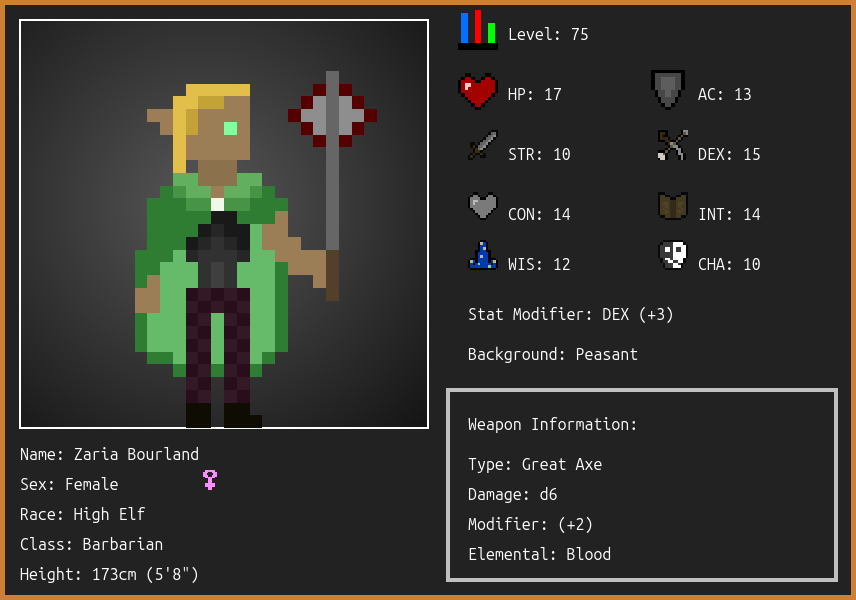 Level: 75
HP: 17
AC: 13
STR: 10
DEX: 15
CON: 14
INT: 14
WIS: 12
CHA: 10
Stat Modifier: DEX (+3)
Background: Peasant
Weapon Information:
Type: Great Axe
Damage: d6
Modifier: (+2)
Elemental: Blood
Name: Zaria Bourland
Sex: Female
Race: High Elf
Class: Barbarian
Height: 173cm (5'8")